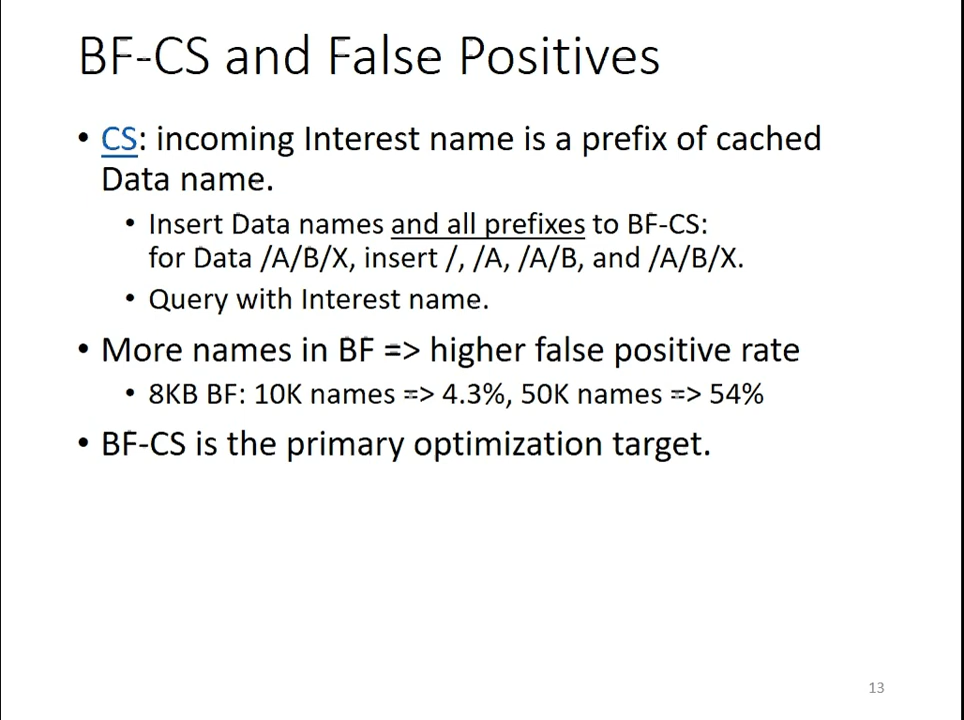 BF-CS and False Positives
• CS: incoming Interest name is a prefix of cached
Data name.
• Insert Data names and all prefixes to BF-CS:
for Data /A/B/X, insert /, /A, /A/B, and /A/B/X.
• Query with Interest name.
• More names in BF => higher false positive rate
• 8KB BF: 10K names => 4.3%, 50K names => 54%
• BF-CS is the primary optimization target.
13